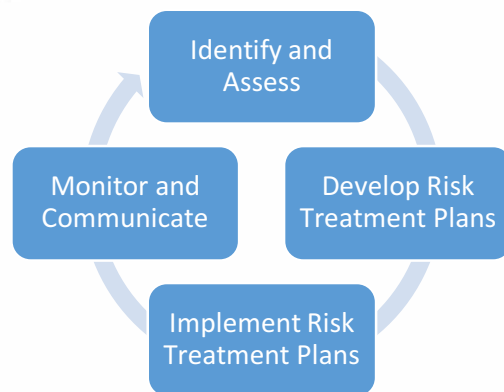 Identify and
Assess
Develop Risk
Treatment Plans
Implement Risk
Treatment Plans
Monitor and
Communicate